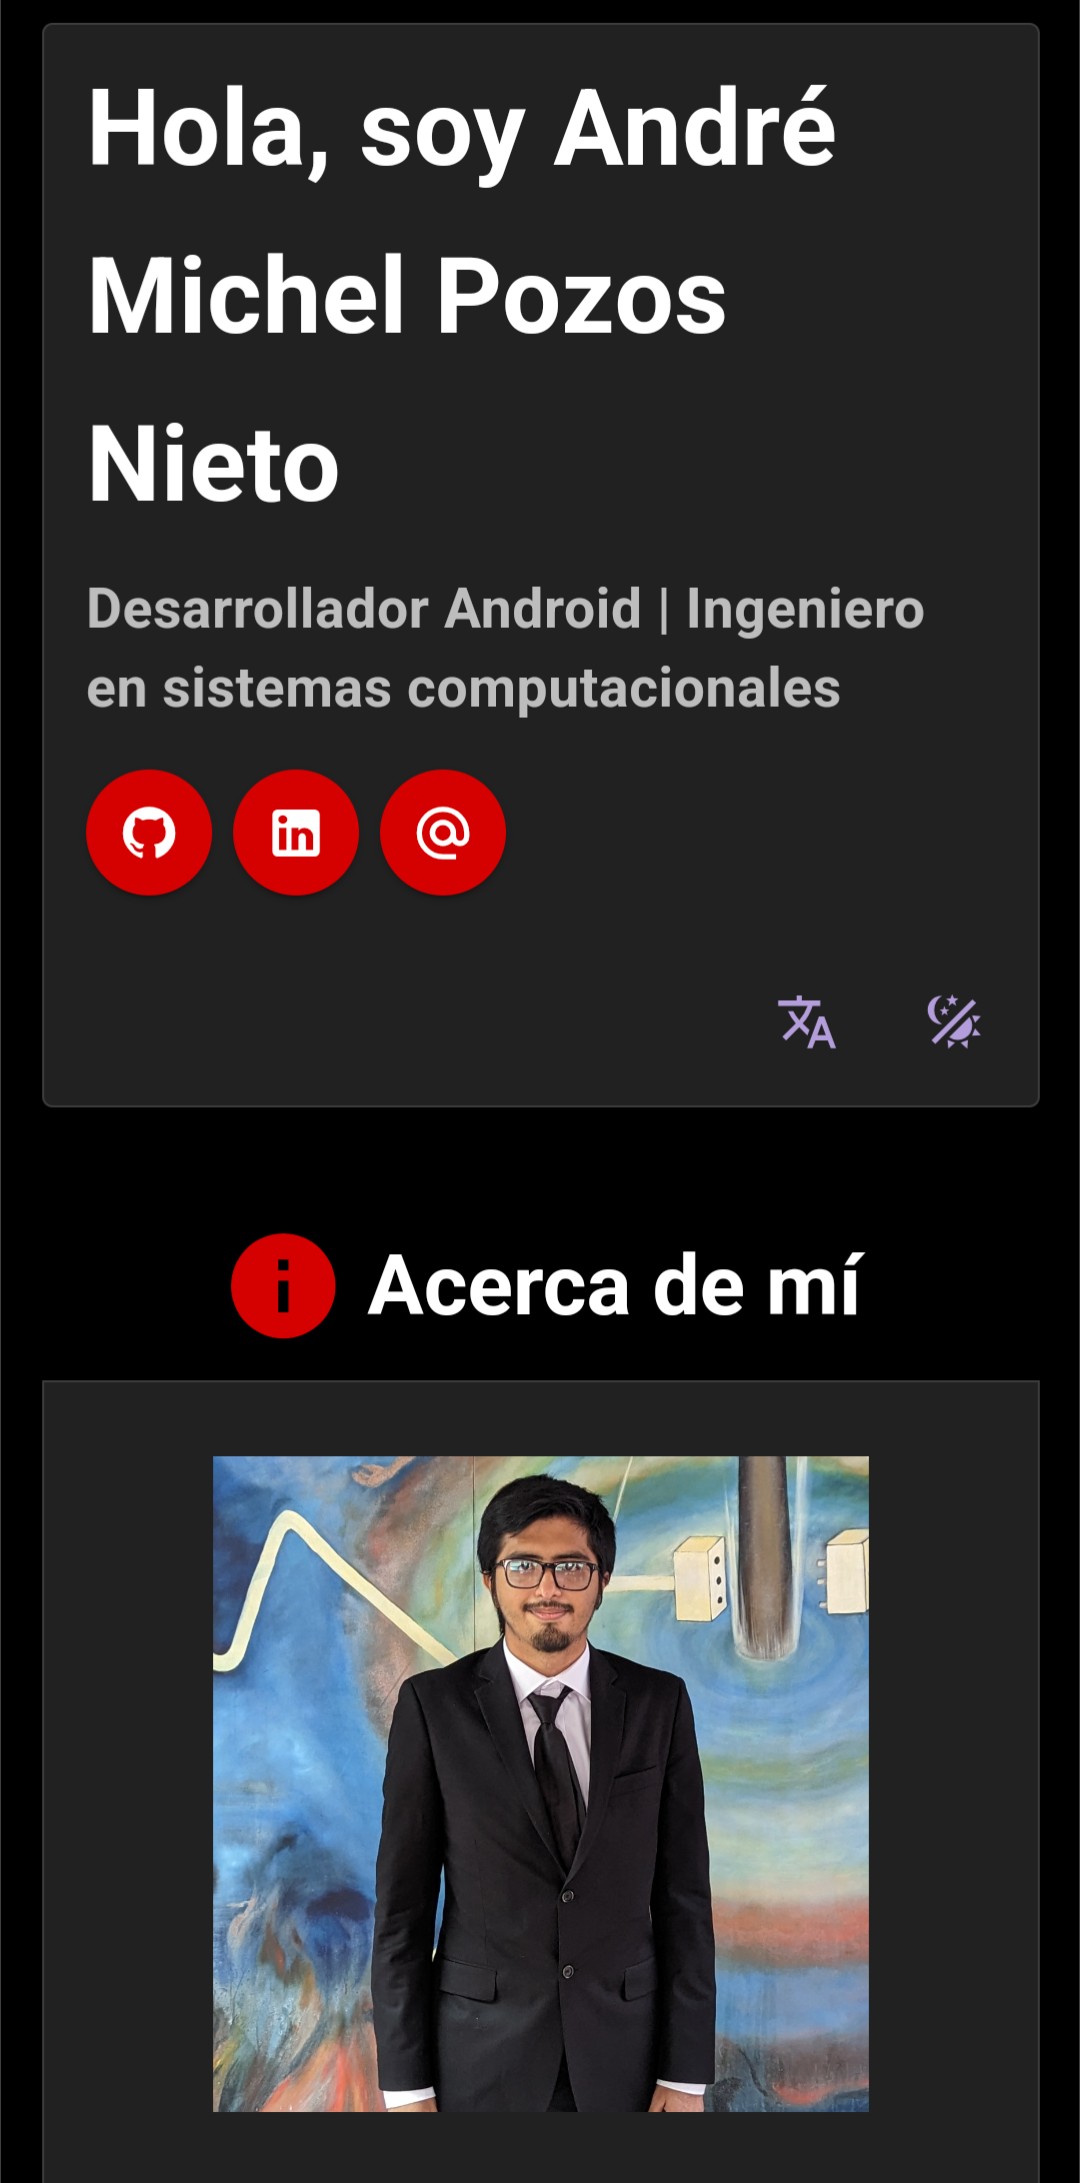 Hola, soy André
Michel Pozos
Nieto
Desarrollador Android | Ingeniero
en sistemas computacionales
Acerca de mí